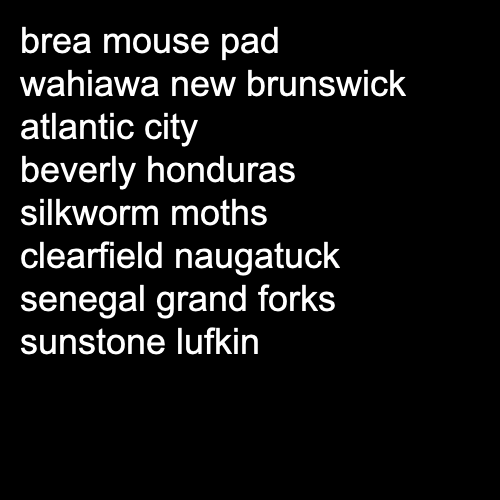 brea mouse pad
wahiawa new brunswick
atlantic city
beverly honduras
silkworm moths
clearfield naugatuck
senegal grand forks
sunstone lufkin